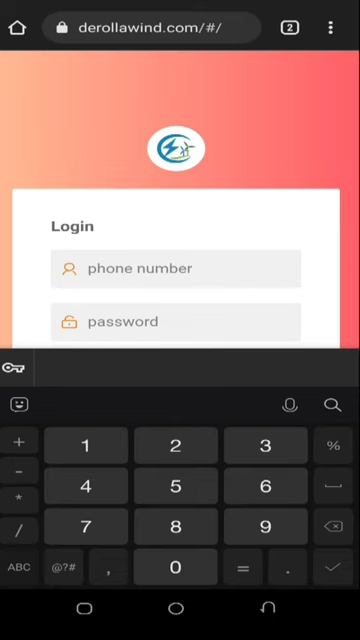 derollawind.com/#/
2
Login
phone number
password
1 2 3 %
+
4 5 6
-
*
7 8 9
/
ABC @?# , 0 = .